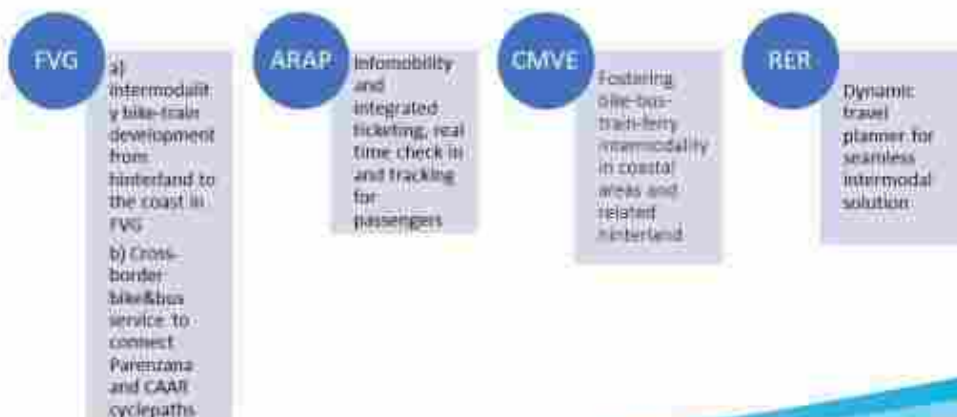 FVG
a)
intermodalit
y bike-train
development
from
hinterland to
the coast in
FVG
b) Cross-
border
bike&bus
service to
connect
Parenzana
and CAAR
cyclepaths
ARAP
Infomobility
and
integrated
ticketing, real
time check in
and tracking
for
passengers
CMVE
Fostering
bike-bus-
train-ferry
intermodality
in coastal
areas and
related
hinterland
RER
Dynamic
travel
planner for
seamless
intermodal
solution